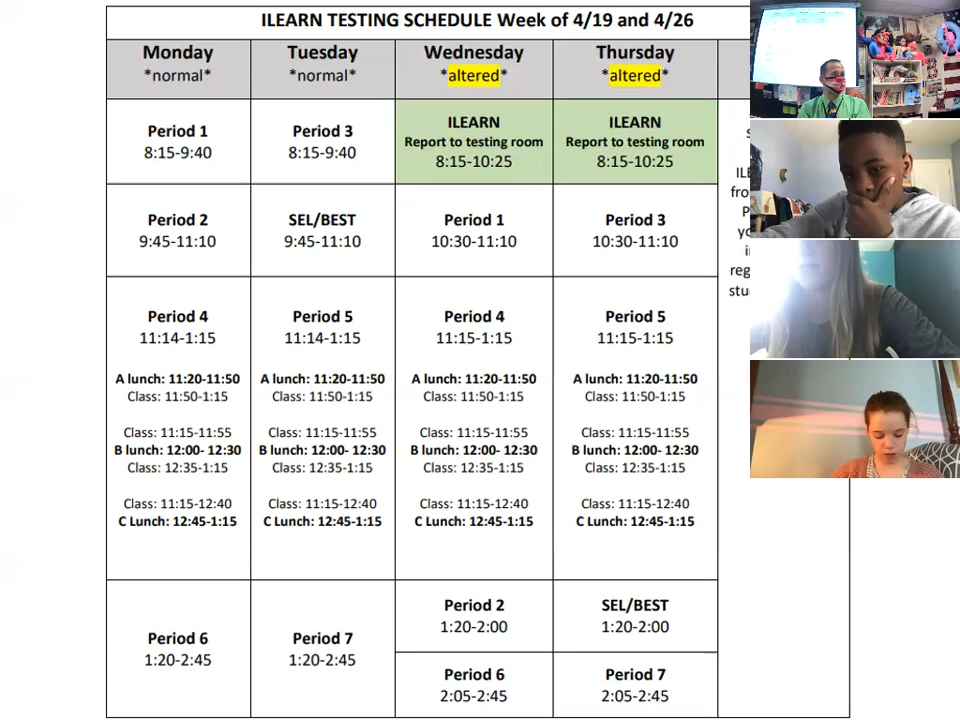 ILEARN TESTING SCHEDULE Week of 4/19 and 4/26
Monday
*normal*
Tuesday
*normal*
Wednesday
*altered*
Thursday
*altered*
Period 1
8:15-9:40
Period 3
8:15-9:40
ILEARN
Report to testing room
8:15-10:25
ILEARN
Report to testing room
8:15-10:25
Period 2
9:45-11:10
SEL/BEST
9:45-11:10
Period 1
10:30-11:10
Period 3
10:30-11:10
Period 4
11:14-1:15
A lunch: 11:20-11:50
Class: 11:50-1:15
Class: 11:15-11:55
B lunch: 12:00- 12:30
Class: 12:35-1:15
Class: 11:15-12:40
C Lunch: 12:45-1:15
Period 5
11:14-1:15
A lunch: 11:20-11:50
Class: 11:50-1:15
Class: 11:15-11:55
B lunch: 12:00- 12:30
Class: 12:35-1:15
Class: 11:15-12:40
C Lunch: 12:45-1:15
Period 4
11:15-1:15
A lunch: 11:20-11:50
Class: 11:50-1:15
Class: 11:15-11:55
B lunch: 12:00- 12:30
Class: 12:35-1:15
Class: 11:15-12:40
C Lunch: 12:45-1:15
Period 5
11:15-1:15
A lunch: 11:20-11:50
Class: 11:50-1:15
Class: 11:15-11:55
B lunch: 12:00- 12:30
Class: 12:35-1:15
Class: 11:15-12:40
C Lunch: 12:45-1:15
Period 6
1:20-2:45
Period 7
1:20-2:45
Period 2
1:20-2:00
SEL/BEST
1:20-2:00
Period 6
2:05-2:45
Period 7
2:05-2:45